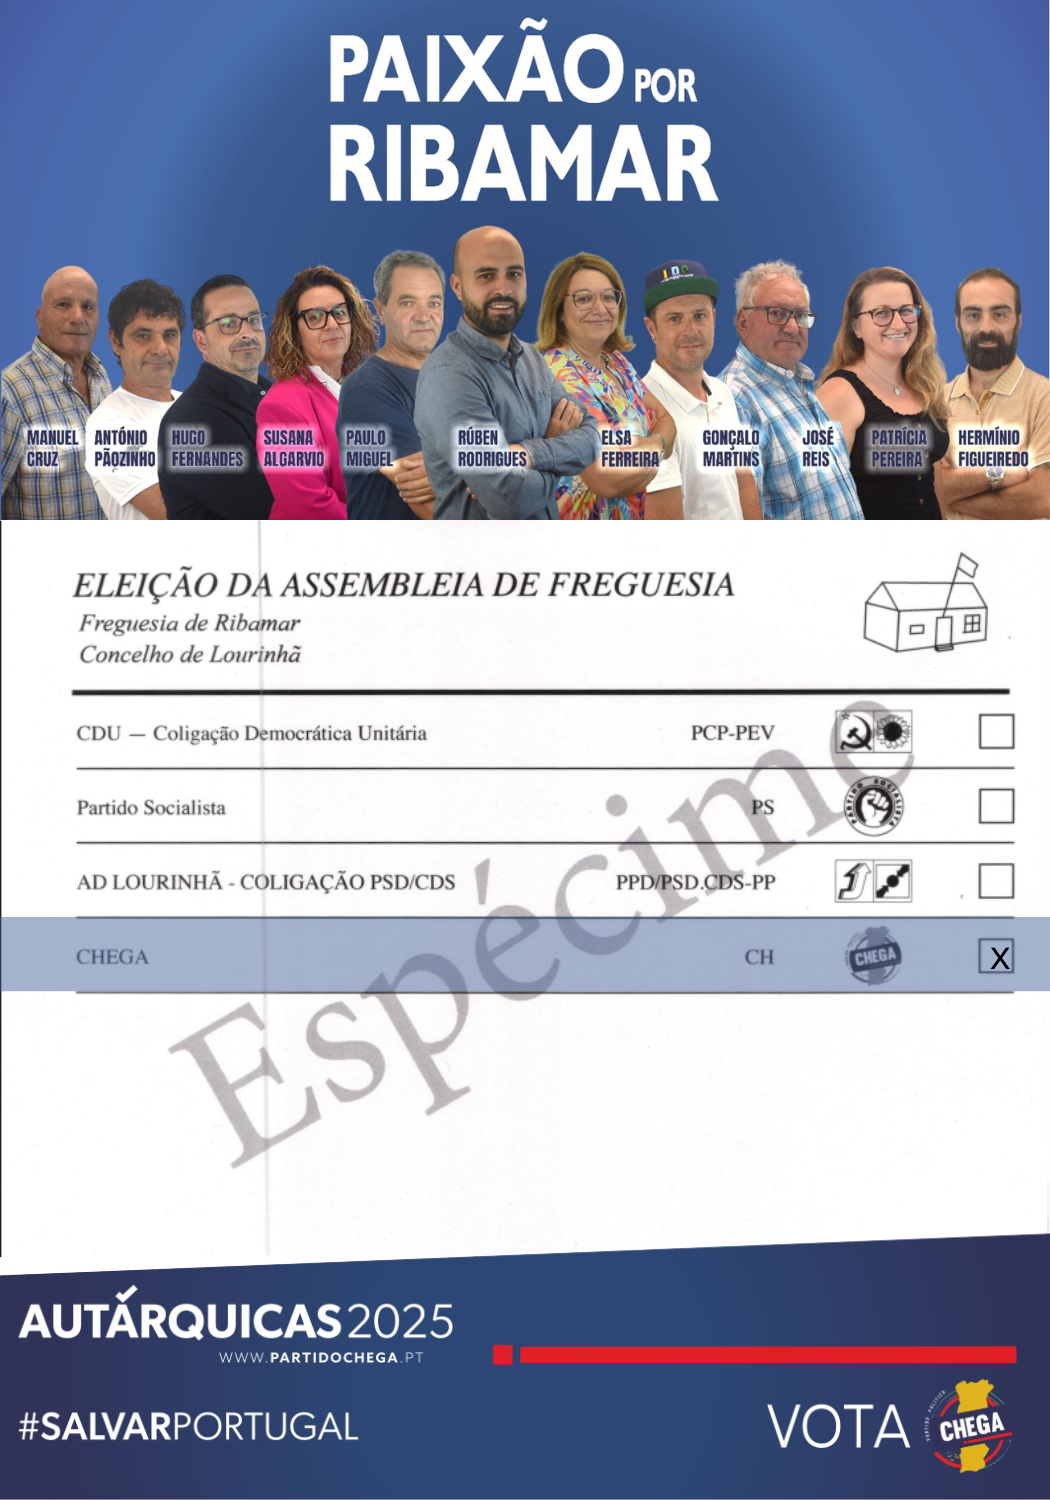 PAIXÃO POR
RIBAMAR
MANUEL CRUZ
ANTÓNIO PÃOZINHO
HUGO FERNANDES
SUSANA ALGARVIO
PAULO MIGUEL
RÚBEN RODRIGUES
ELSA FERREIRA
GONÇALO MARTINS
JOSÉ REIS
PATRÍCIA PEREIRA
HERMÍNIO FIGUEIREDO
ELEIÇÃO DA ASSEMBLEIA DE FREGUESIA
Freguesia de Ribamar
Concelho de Lourinhã
CDU — Coligação Democrática Unitária PCP-PEV
Partido Socialista PS PARTIDO SOCIALISTA
AD LOURINHÃ - COLIGAÇÃO PSD/CDS PPD/PSD.CDS-PP
CHEGA CH CHEGA X
Espécime
AUTÁRQUICAS 2025
WWW.PARTIDOCHEGA.PT
#SALVARPORTUGAL
VOTA CHEGA